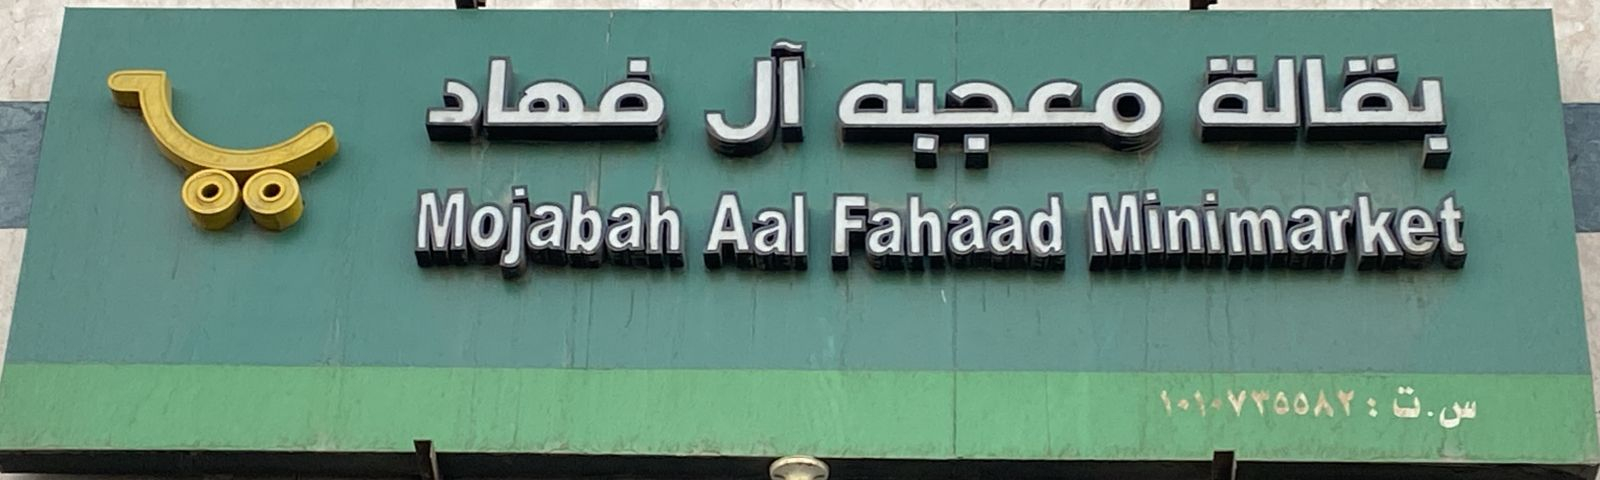 بقالة معجبه آل فهاد
Mojabah Aal Fahaad Minimarket
س.ت : ١٠١٠٧٣٥٥٨٢